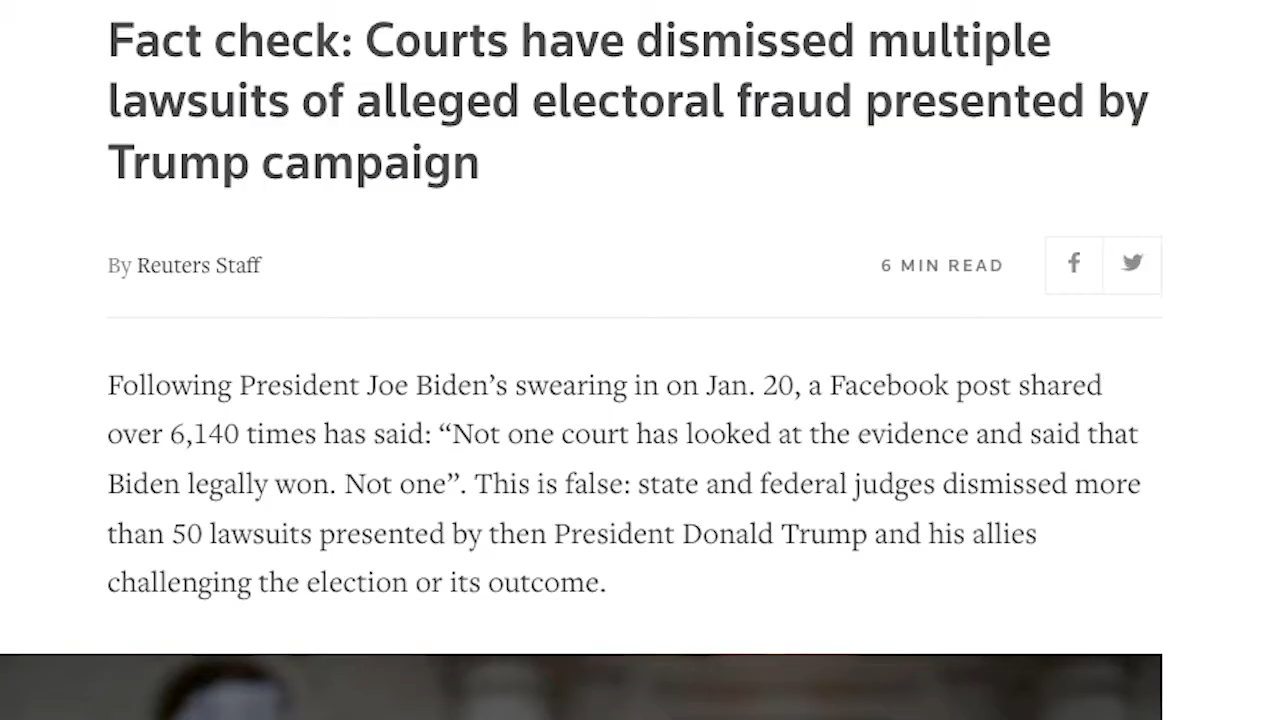 Fact check: Courts have dismissed multiple
lawsuits of alleged electoral fraud presented by
Trump campaign
By Reuters Staff
6 MIN READ
Following President Joe Biden’s swearing in on Jan. 20, a Facebook post shared
over 6,140 times has said: “Not one court has looked at the evidence and said that
Biden legally won. Not one”. This is false: state and federal judges dismissed more
than 50 lawsuits presented by then President Donald Trump and his allies
challenging the election or its outcome.